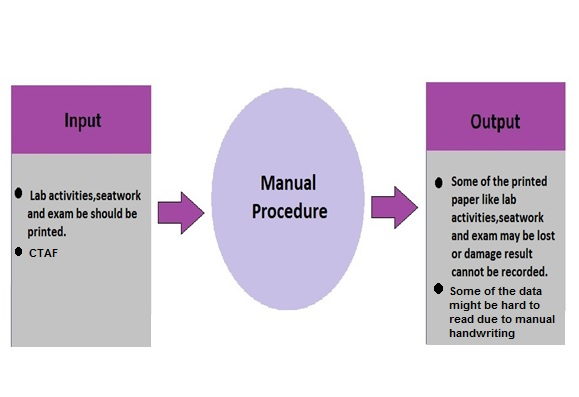 Input
Lab activities,seatwork
and exam be should be
printed.
CTAF
Manual
Procedure
Output
Some of the printed
paper like lab
activities,seatwork
and exam may be lost
or damage result
cannot be recorded.
Some of the data
might be hard to
read due to manual
handwriting